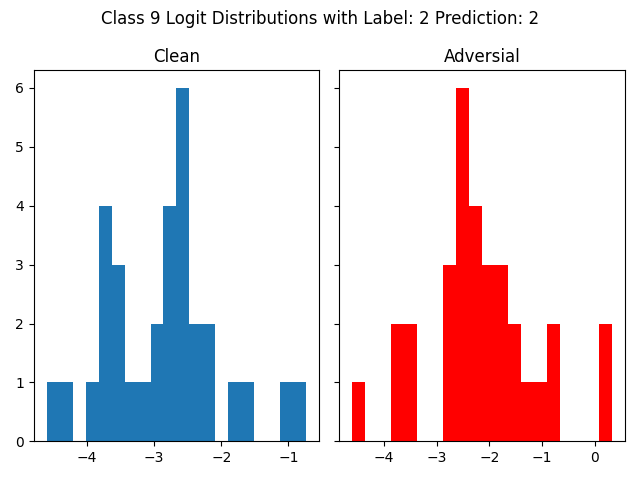 Class 9 Logit Distributions with Label: 2 Prediction: 2
Clean
Adversial
6
5
4
3
2
1
0
−4 −3 −2 −1
−4 −3 −2 −1 0